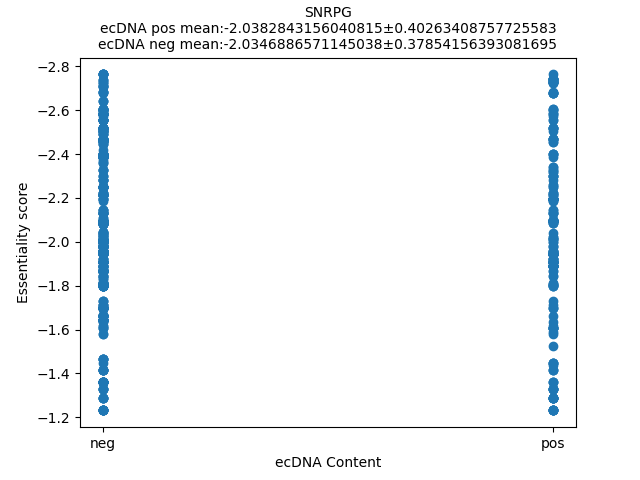 SNRPG
ecDNA pos mean:-2.0382843156040815±0.40263408757725583
ecDNA neg mean:-2.0346886571145038±0.37854156393081695
−2.8
−2.6
−2.4
−2.2
−2.0
−1.8
−1.6
−1.4
−1.2
Essentiality score
neg
pos
ecDNA Content